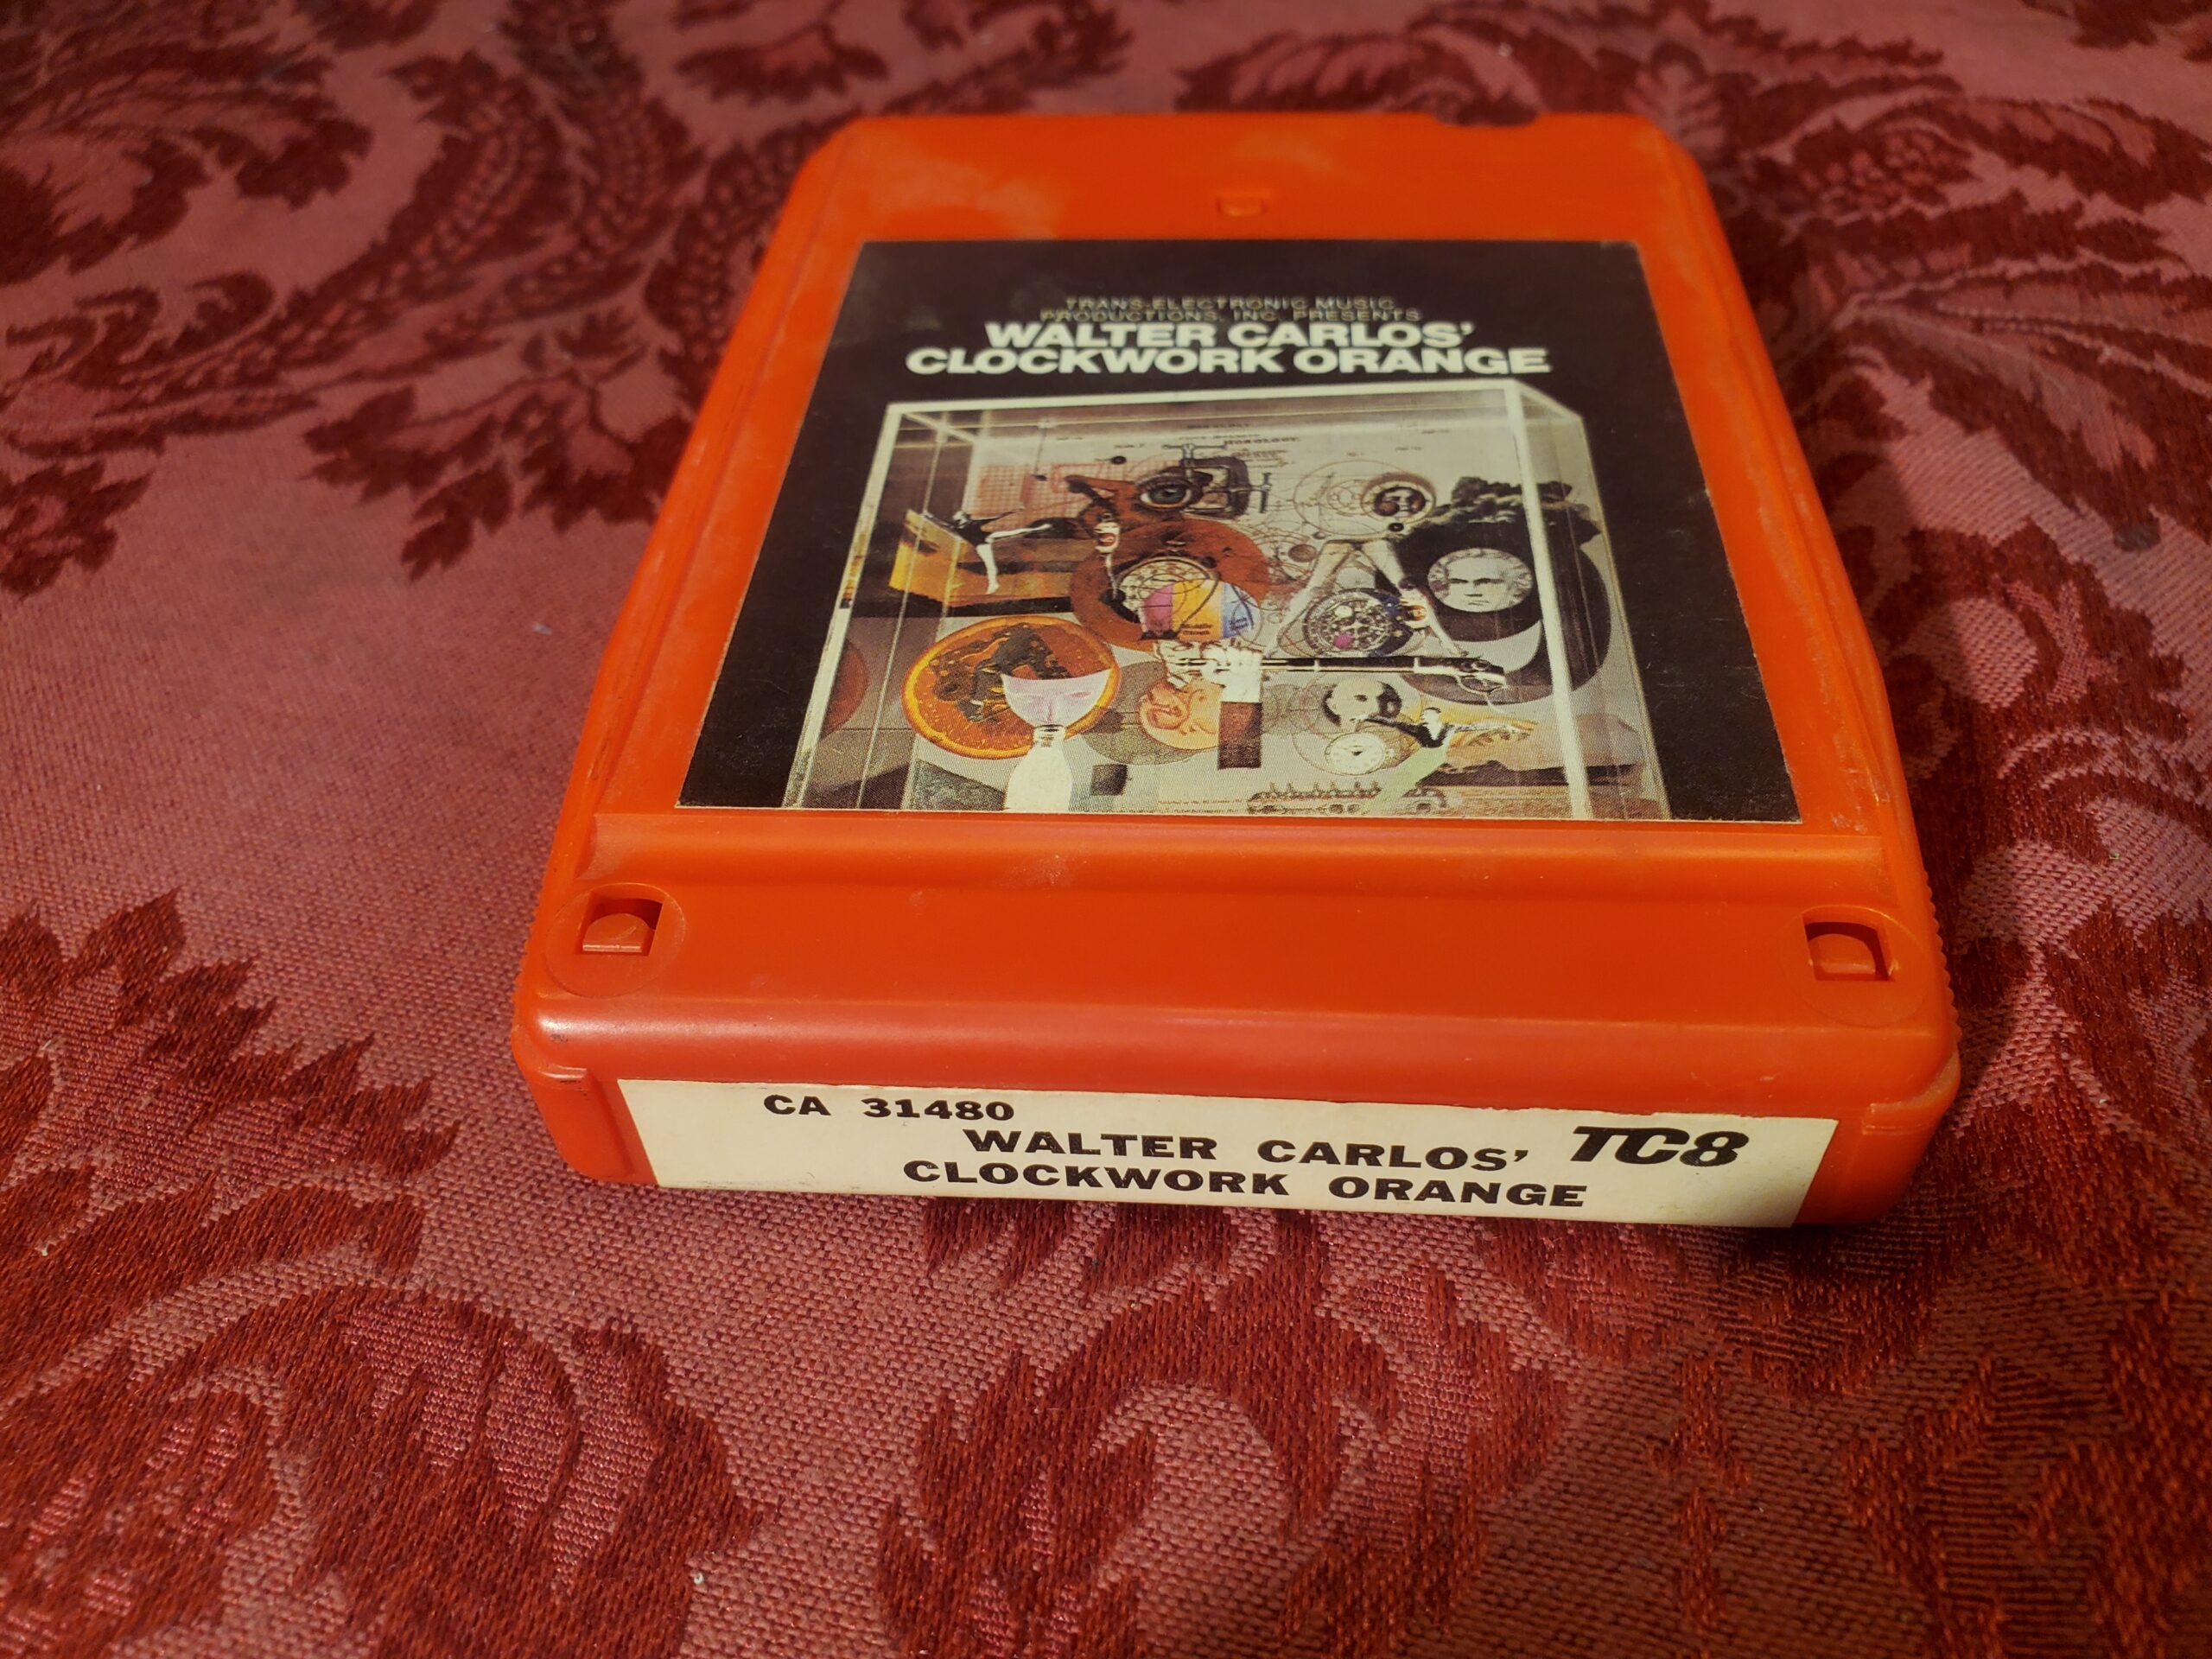 TRANS-ELECTRONIC MUSIC
PRODUCTIONS, INC. PRESENTS
WALTER CARLOS'
CLOCKWORK ORANGE
CA 31480
WALTER CARLOS' TC8
CLOCKWORK ORANGE